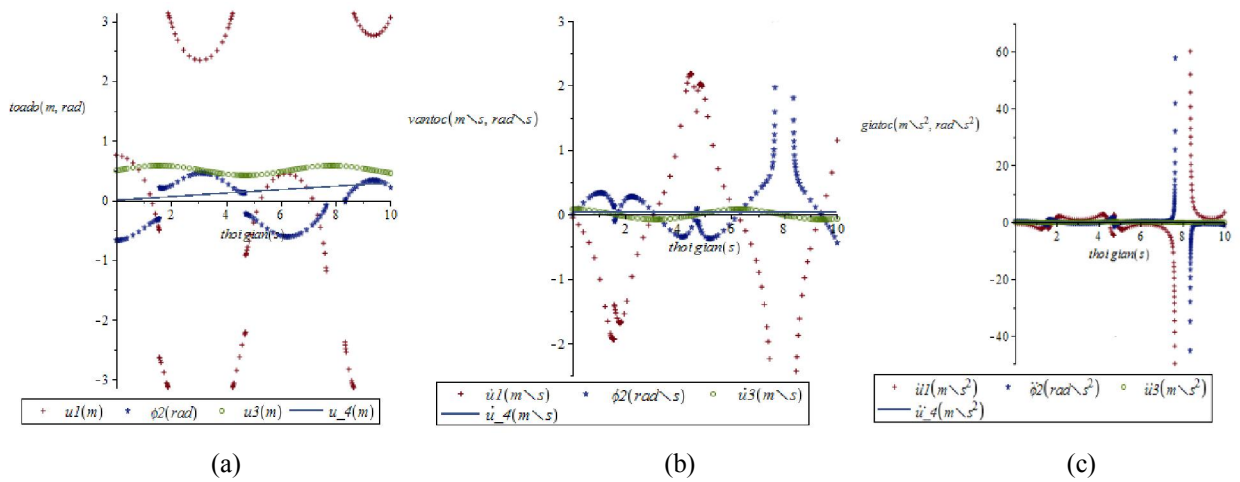 3
2
1
0
−1
−2
−3
2
4
6
8
10
toado(m, rad)
thoi gian(s)
u1(m) ϕ2(rad) u3(m) u_4(m)
(a)
3
2
1
0
−1
−2
2
4
6
8
10
vantoc(m∖s, rad∖s)
thoi gian(s)
u̇1(m∖s) ϕ̇2(rad∖s) u̇3(m∖s)
u̇_4(m∖s)
(b)
60
40
20
0
−20
−40
2
4
6
8
10
giatoc(m∖s², rad∖s²)
thoi gian(s)
ü1(m∖s²) ϕ̈2(rad∖s²) ü3(m∖s²)
ü_4(m∖s²)
(c)